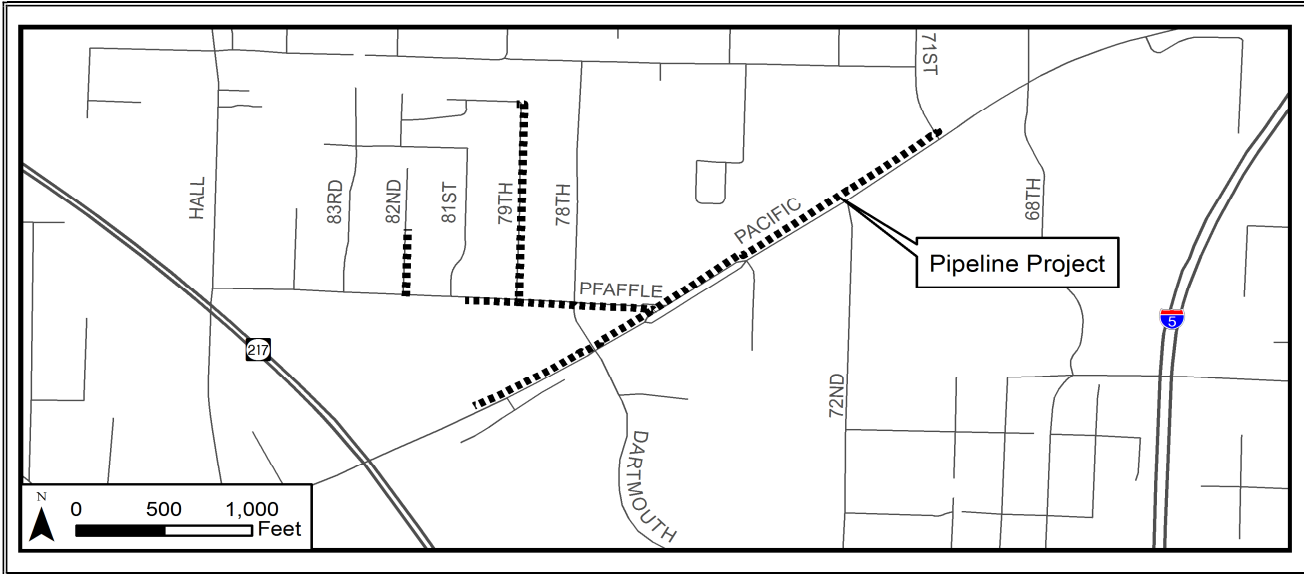 71ST
HALL
83RD
82ND
81ST
79TH
78TH
PACIFIC
68TH
Pipeline Project
PFAFFLE
5
217
72ND
DARTMOUTH
N
0 500 1,000
Feet